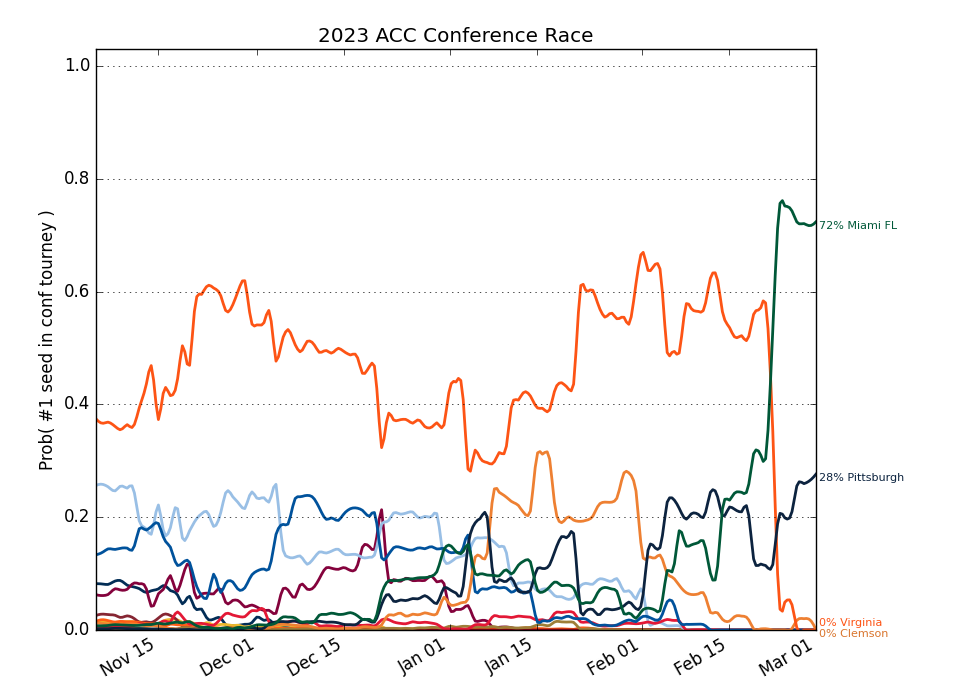 2023 ACC Conference Race
Prob( #1 seed in conf tourney )
1.0
0.8
0.6
0.4
0.2
0.0
72% Miami FL
28% Pittsburgh
0% Virginia
0% Clemson
Nov 15
Dec 01
Dec 15
Jan 01
Jan 15
Feb 01
Feb 15
Mar 01